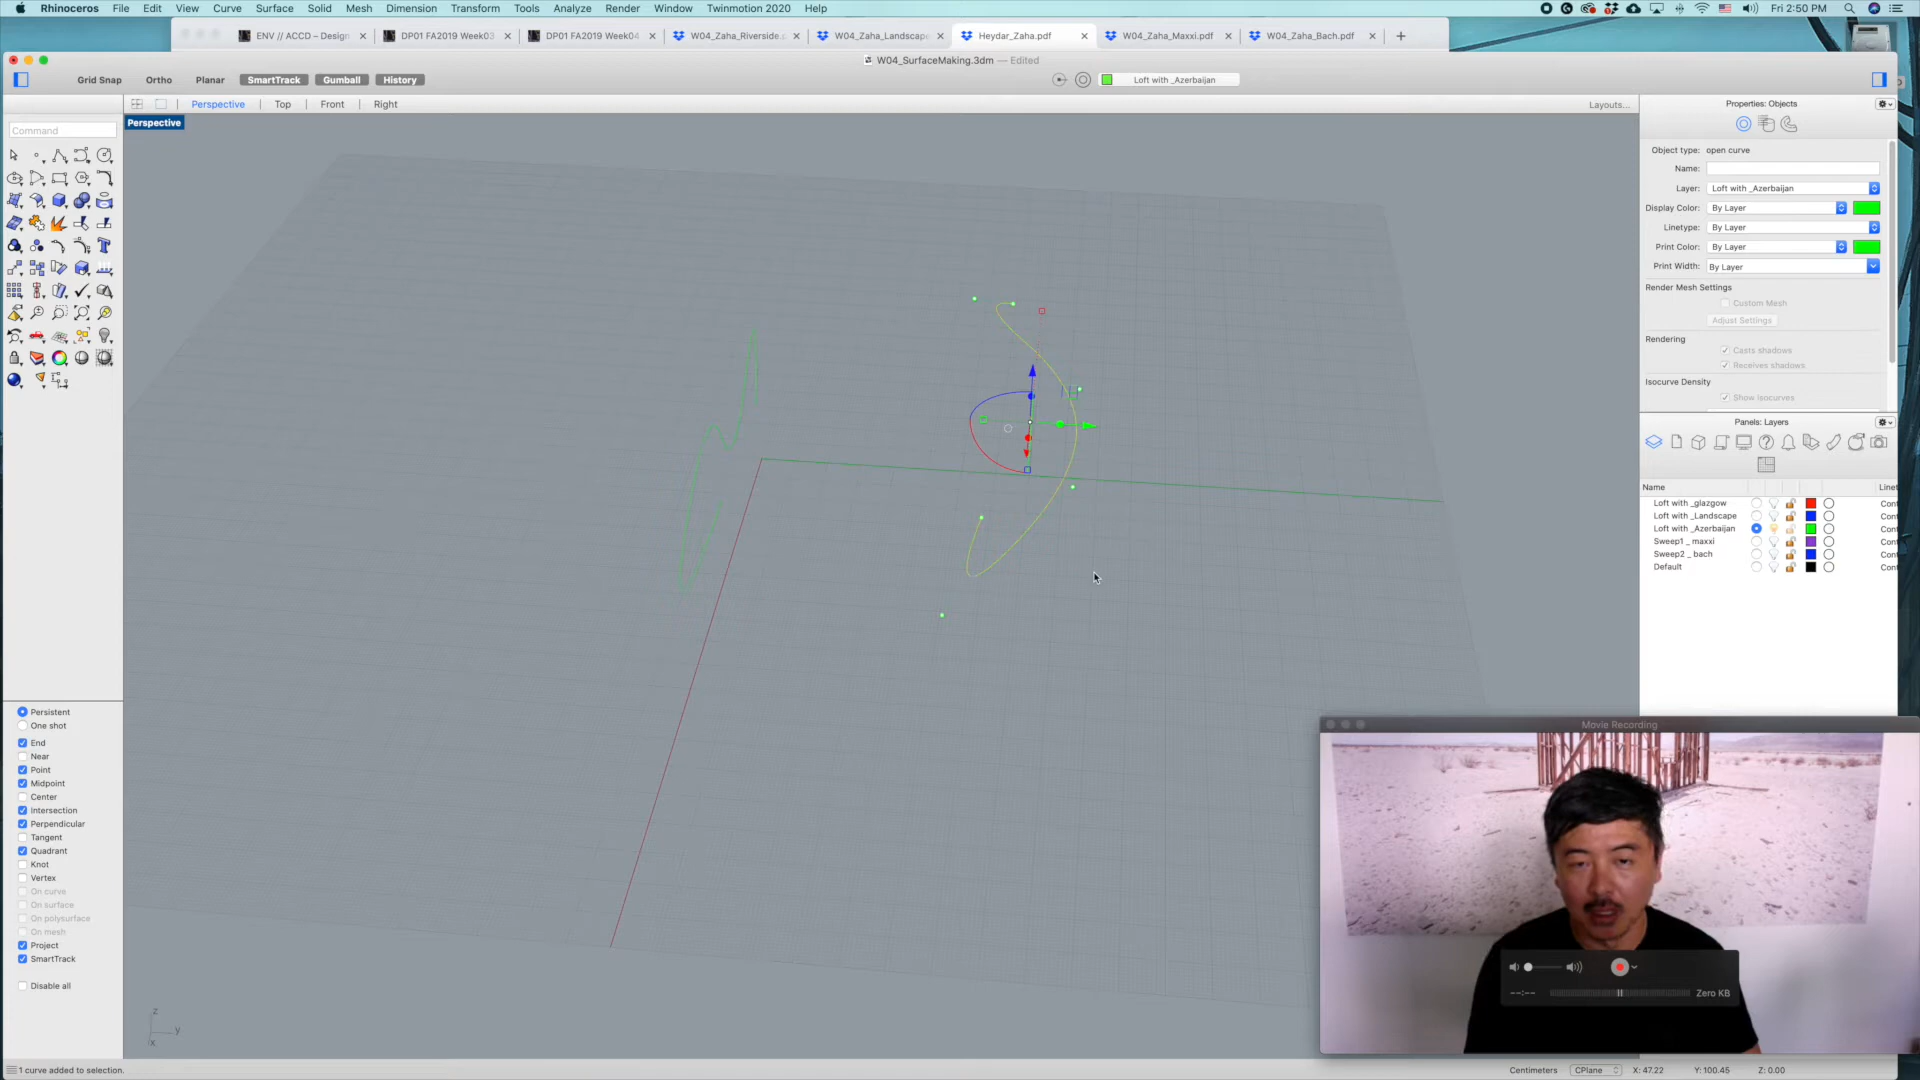 Rhinoceros File Edit View Curve Surface Solid Mesh Dimension Transform Tools Analyze Render Window Twinmotion 2020 Help Fri 2:50 PM
ENV // ACCD – Design DP01 FA2019 Week03 DP01 FA2019 Week04 W04_Zaha_Riverside.p W04_Zaha_Landscape Heydar_Zaha.pdf W04_Zaha_Maxxi.pdf W04_Zaha_Bach.pdf
W04_SurfaceMaking.3dm — Edited
Grid Snap Ortho Planar SmartTrack Gumball History Loft with _Azerbaijan
Perspective Top Front Right Layouts...
Perspective
Command
Persistent
One shot
End
Near
Point
Midpoint
Center
Intersection
Perpendicular
Tangent
Quadrant
Knot
Vertex
On curve
On surface
On polysurface
On mesh
Project
SmartTrack
Disable all
z
y
x
Properties: Objects
Object type: open curve
Name:
Layer: Loft with _Azerbaijan
Display Color: By Layer
Linetype: By Layer
Print Color: By Layer
Print Width: By Layer
Render Mesh Settings
Custom Mesh
Adjust Settings
Rendering
Casts shadows
Receives shadows
Isocurve Density
Show isocurves
Panels: Layers
Name Linet
Loft with _glazgow Cont
Loft with _Landscape Cont
Loft with _Azerbaijan Cont
Sweep1 _ maxxi Cont
Sweep2 _ bach Cont
Default Cont
Movie Recording
--:-- Zero KB
1 curve added to selection. Centimeters CPlane X: 47.22 Y: 100.45 Z: 0.00